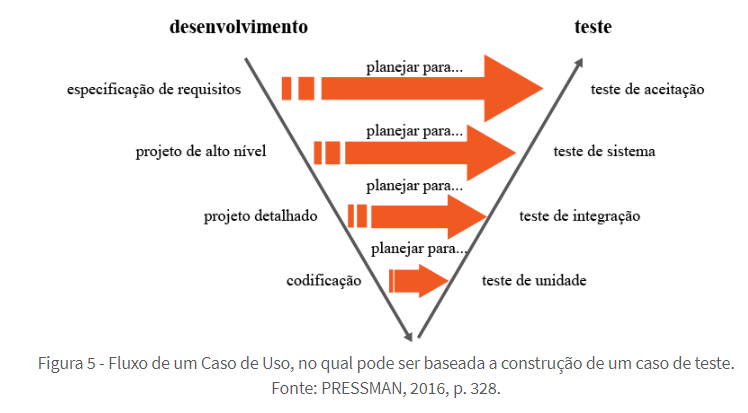 desenvolvimento
teste
planejar para...
especificação de requisitos
teste de aceitação
planejar para...
projeto de alto nível
teste de sistema
planejar para...
projeto detalhado
teste de integração
planejar para...
codificação
teste de unidade
Figura 5 - Fluxo de um Caso de Uso, no qual pode ser baseada a construção de um caso de teste.
Fonte: PRESSMAN, 2016, p. 328.